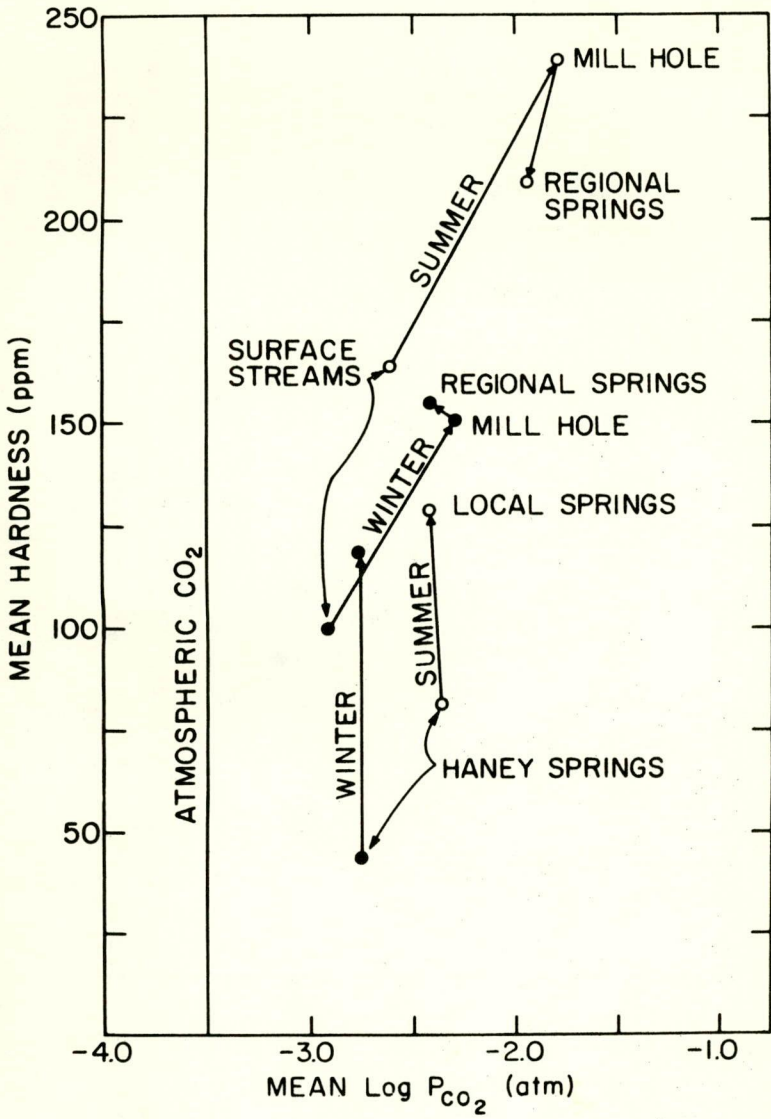 250
200
150
100
50
MEAN HARDNESS (ppm)
ATMOSPHERIC CO₂
MILL HOLE
REGIONAL
SPRINGS
SUMMER
SURFACE
STREAMS
REGIONAL SPRINGS
MILL HOLE
WINTER
LOCAL SPRINGS
SUMMER
WINTER
HANEY SPRINGS
-4.0
-3.0
-2.0
-1.0
MEAN Log P_CO₂ (atm)